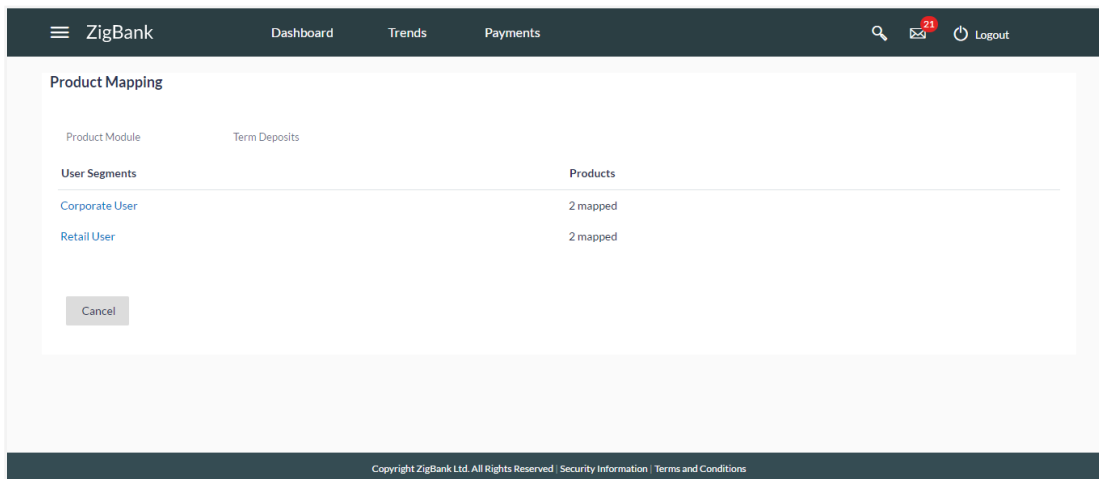 ZigBank Dashboard Trends Payments 21 Logout
Product Mapping
Product Module Term Deposits
User Segments Products
Corporate User 2 mapped
Retail User 2 mapped
Cancel
Copyright ZigBank Ltd. All Rights Reserved | Security Information | Terms and Conditions